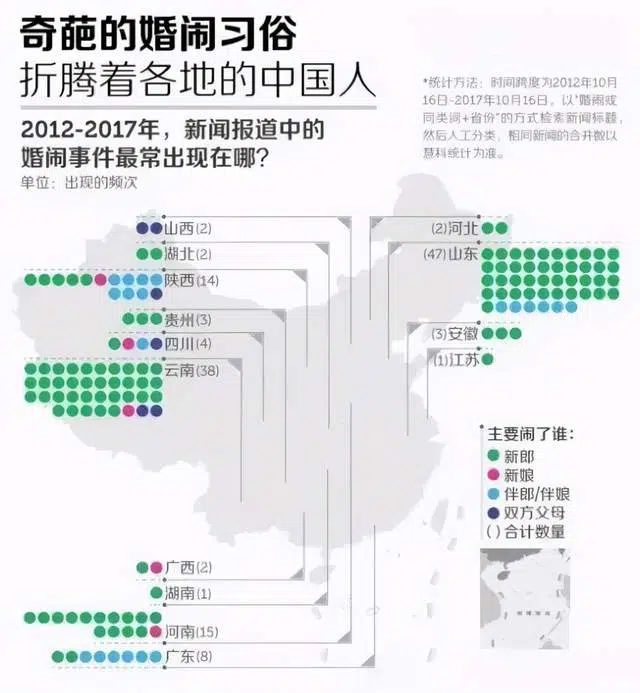 奇葩的婚闹习俗
折腾着各地的中国人
*统计方法：时间跨度为2012年10月
16日-2017年10月16日。以“婚闹或
同类词+省份”的方式检索新闻标题，
然后人工分类，相同新闻的合并数以
慧科统计为准。
2012-2017年，新闻报道中的
婚闹事件最常出现在哪？
单位：出现的频次
山西(2)
湖北(2)
陕西(14)
贵州(3)
四川(4)
云南(38)
(2)河北
(47)山东
(3)安徽
(1)江苏
主要闹了谁：
新郎
新娘
伴郎/伴娘
双方父母
( )合计数量
广西(2)
湖南(1)
河南(15)
广东(8)